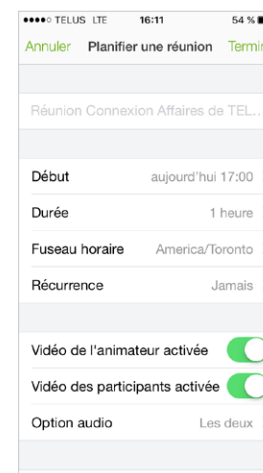 TELUS LTE 16:11 54 %
Annuler Planifier une réunion Termin
Réunion Connexion Affaires de TEL...
Début aujourd'hui 17:00
Durée 1 heure
Fuseau horaire America/Toronto
Récurrence Jamais
Vidéo de l'animateur activée
Vidéo des participants activée
Option audio Les deux